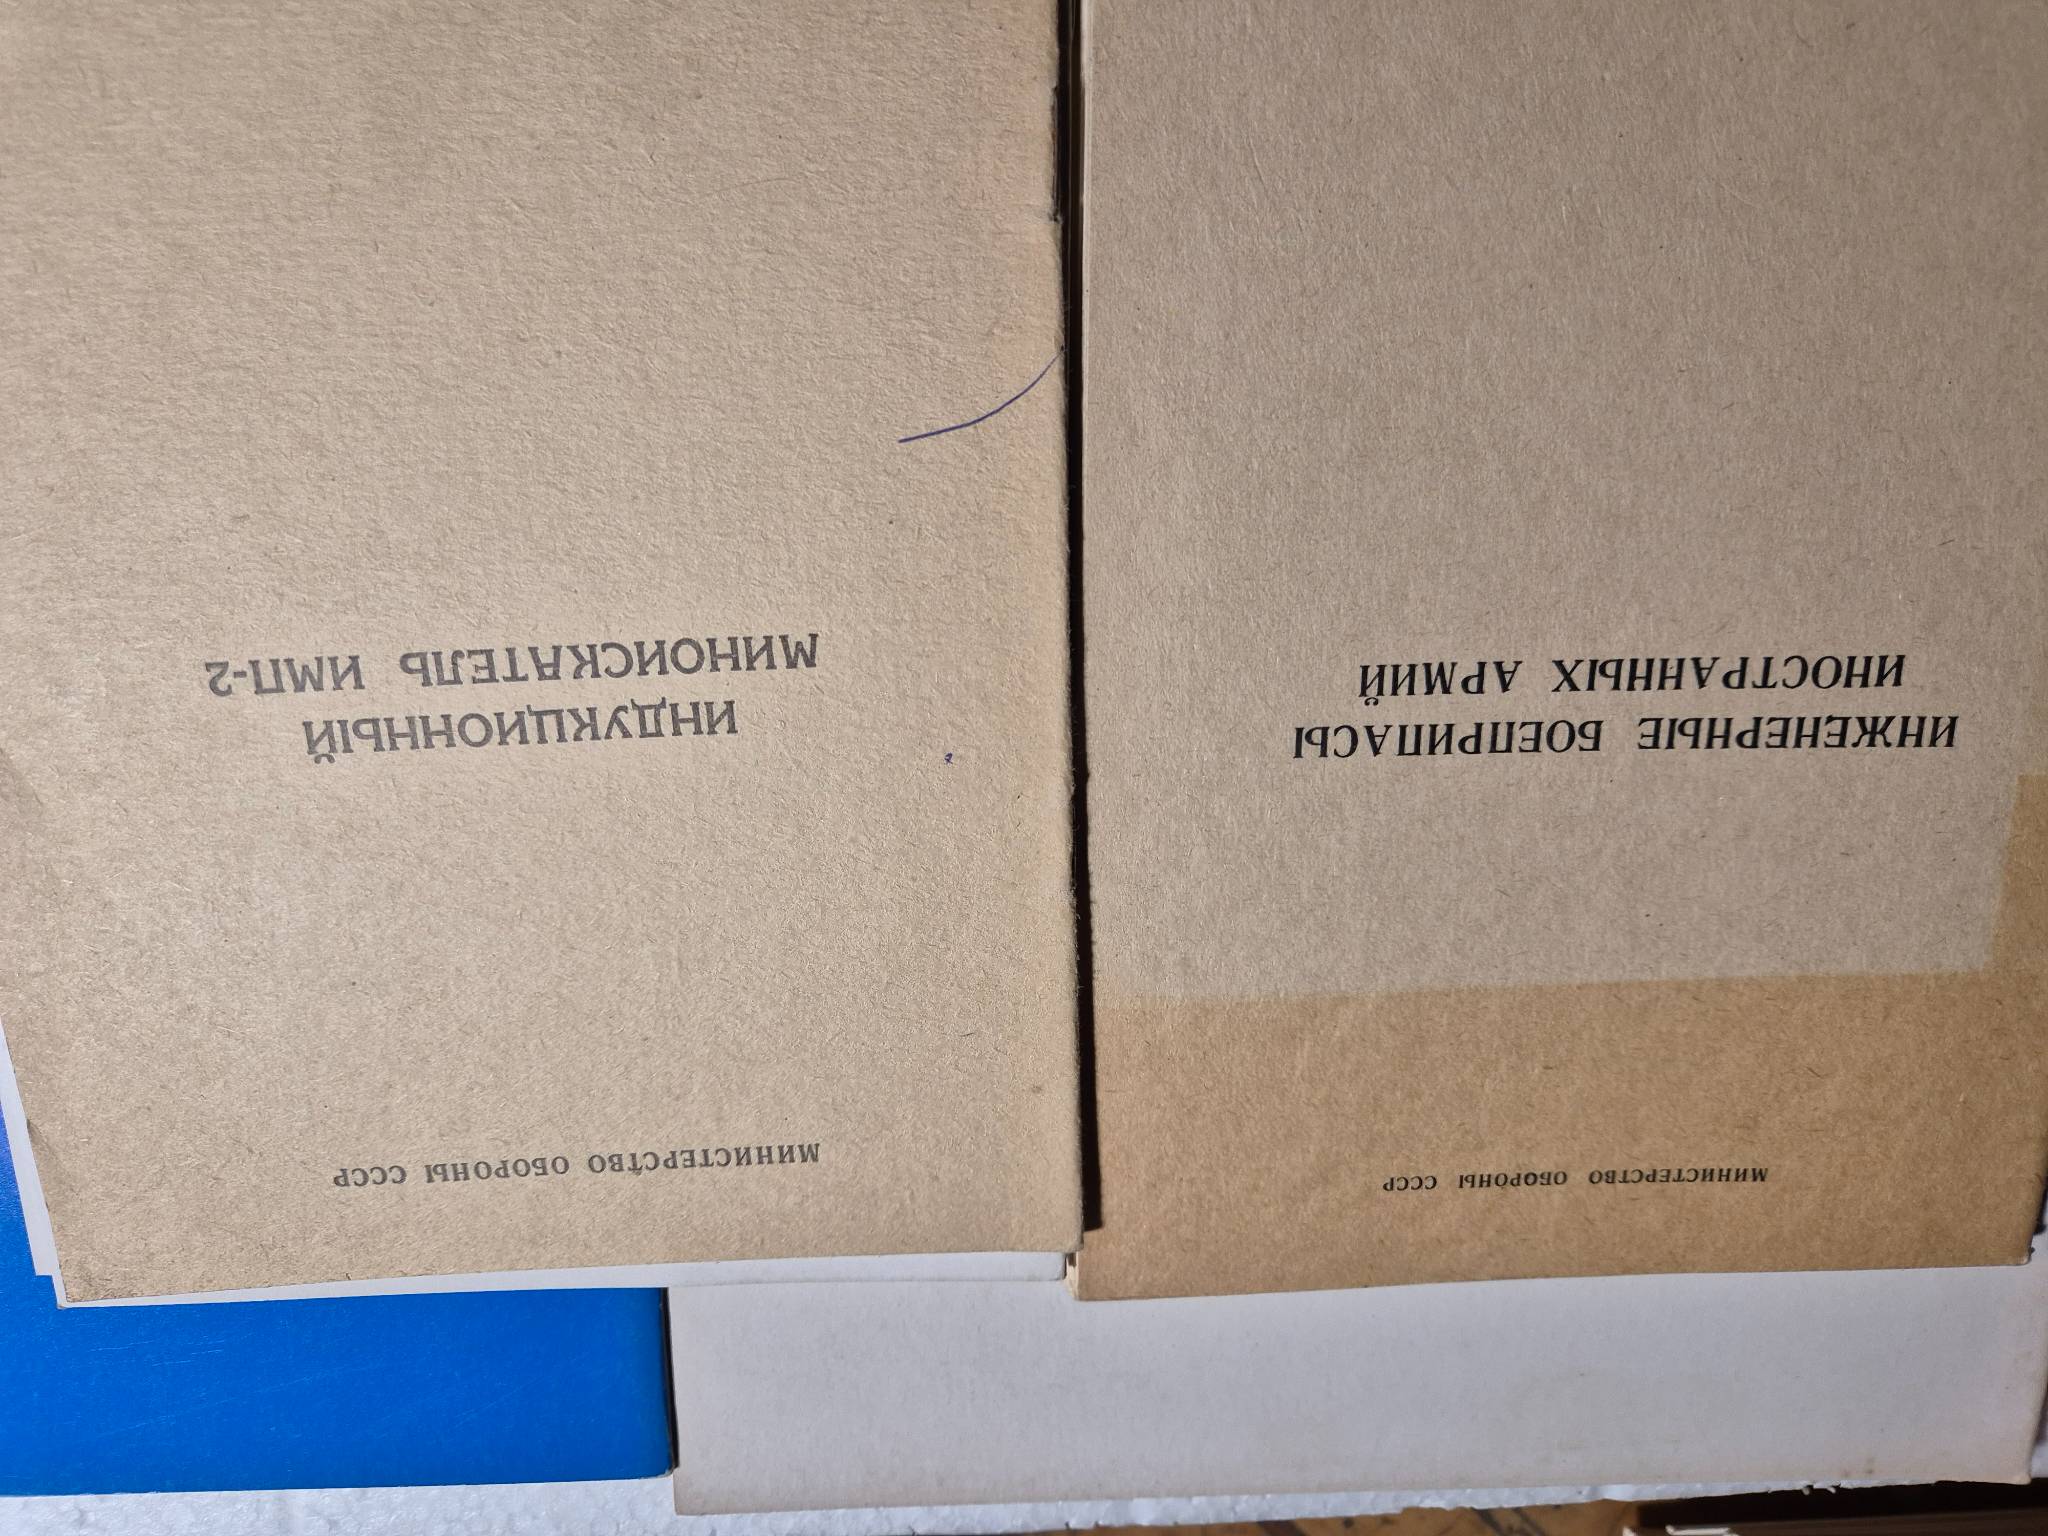 МИНИСТЕРСТВО ОБОРОНЫ СССР
ИНЖЕНЕРНЫЕ БОЕПРИПАСЫ
ИНОСТРАННЫХ АРМИЙ
МИНИСТЕРСТВО ОБОРОНЫ СССР
ИНДУКЦИОННЫЙ
МИНОИСКАТЕЛЬ ИМП-2